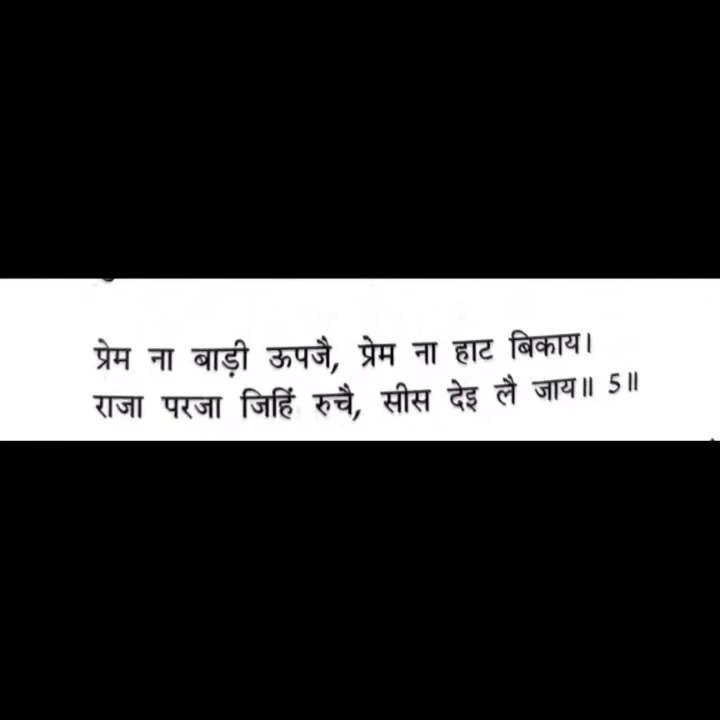 प्रेम ना बाड़ी ऊपजै, प्रेम ना हाट बिकाय।
राजा परजा जिहिं रुचै, सीस देइ लै जाय॥ 5॥